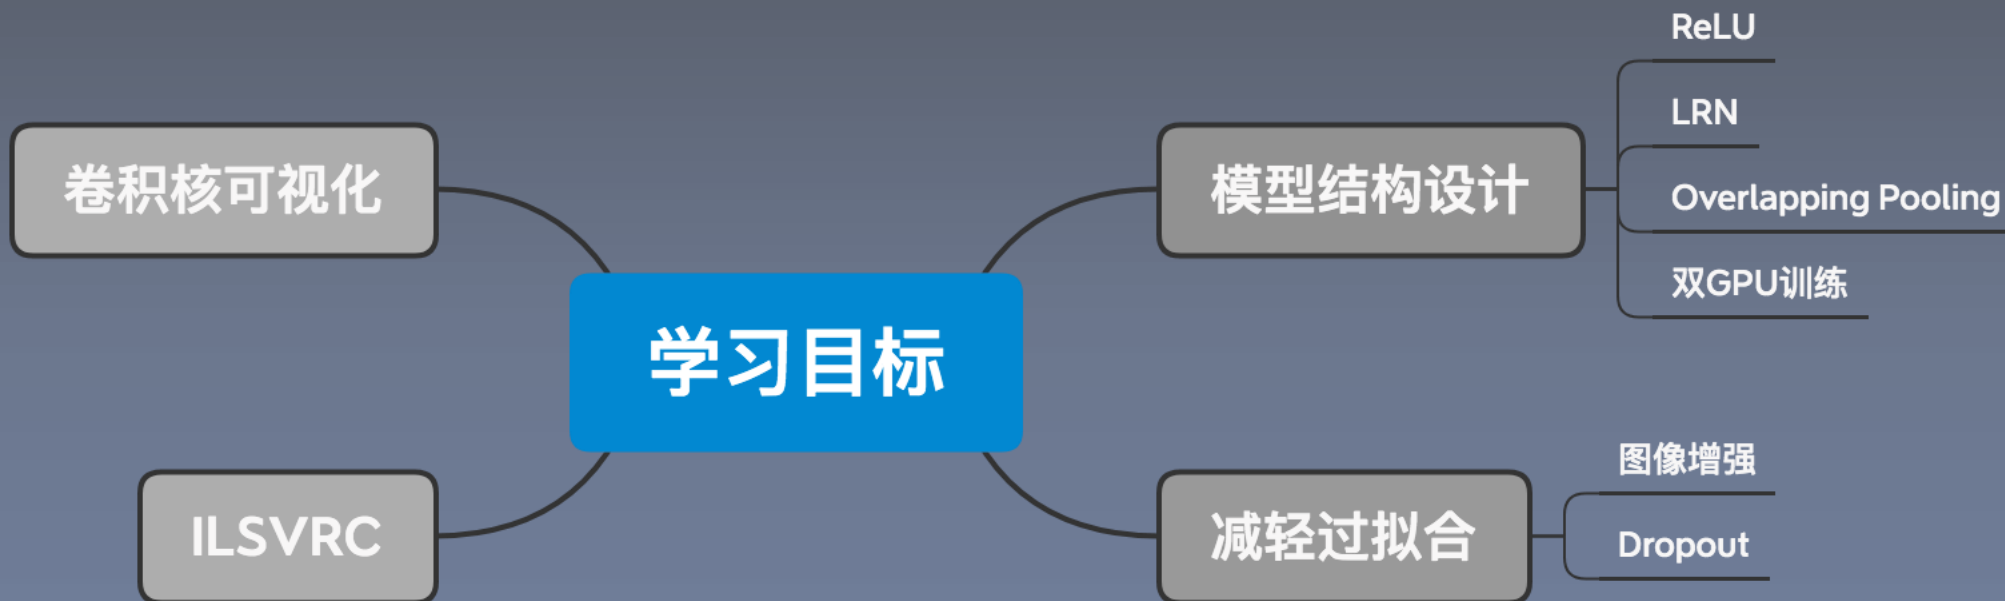 学习目标
模型结构设计
ReLU
LRN
Overlapping Pooling
双GPU训练
减轻过拟合
图像增强
Dropout
卷积核可视化
ILSVRC